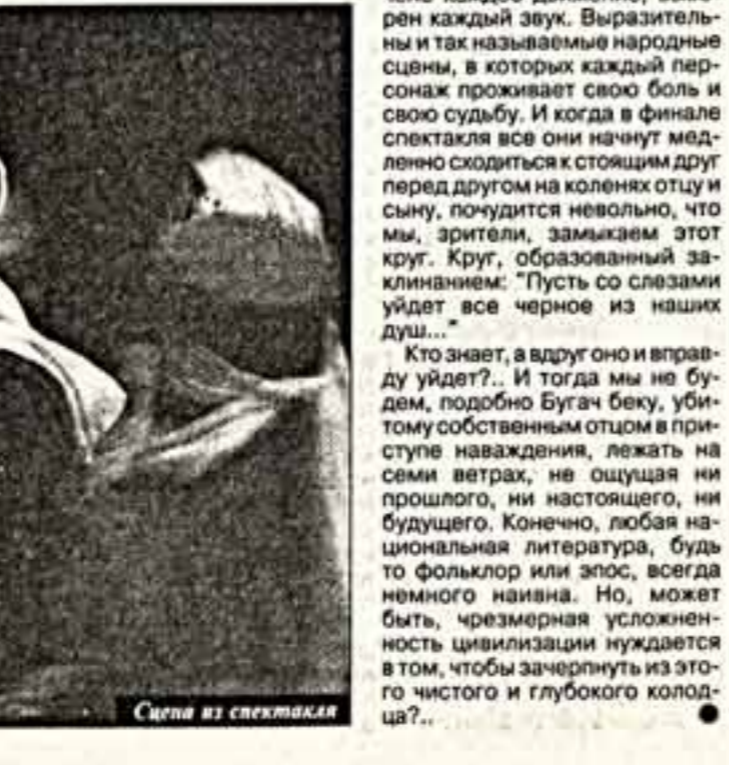 рен каждый звук. Выразитель-
ны и так называемые народные
сцены, в которых каждый пер-
сонаж проживает свою боль и
свою судьбу. И когда в финале
спектакля все они начнут мед-
ленно сходиться к стоящим друг
перед другом на коленях отцу и
сыну, почудится невольно, что
мы, зрители, замыкаем этот
круг. Круг, образованный за-
клинанием: "Пусть со слезами
уйдет все черное из наших
душ..."
Кто знает, а вдруг оно и вправ-
ду уйдет?.. И тогда мы не бу-
дем, подобно Бугач беку, уби-
тому собственным отцом в при-
ступе наваждения, лежать на
семи ветрах, не ощущая ни
прошлого, ни настоящего, ни
будущего. Конечно, любая на-
циональная литература, будь
то фольклор или эпос, всегда
немного наивна. Но, может
быть, чрезмерная усложнен-
ность цивилизации нуждается
в том, чтобы зачерпнуть из это-
го чистого и глубокого колод-
ца?..
Сцена из спектакля